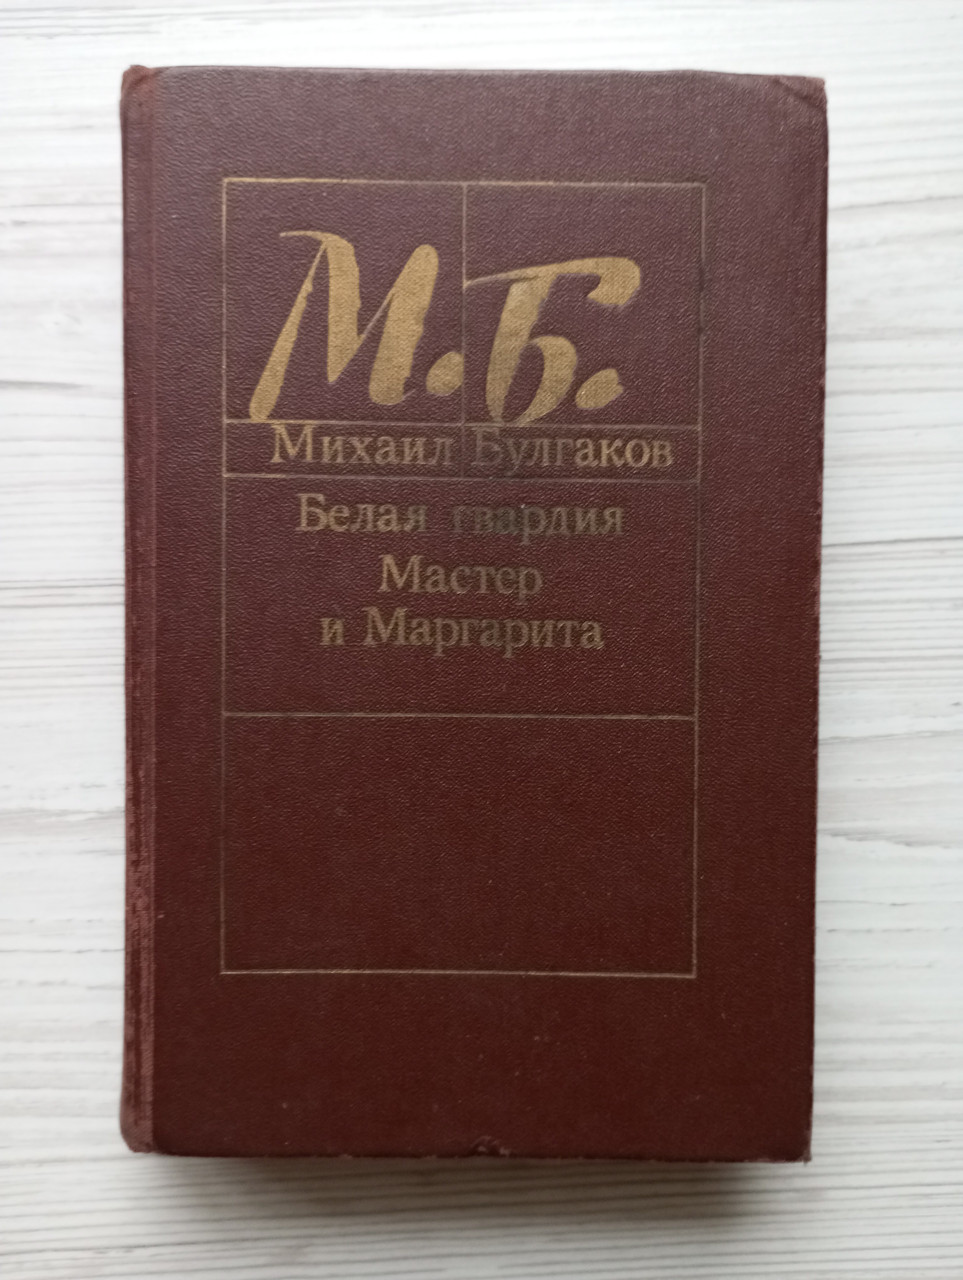 М.Б.
Михаил Булгаков
Белая гвардия
Мастер
и Маргарита